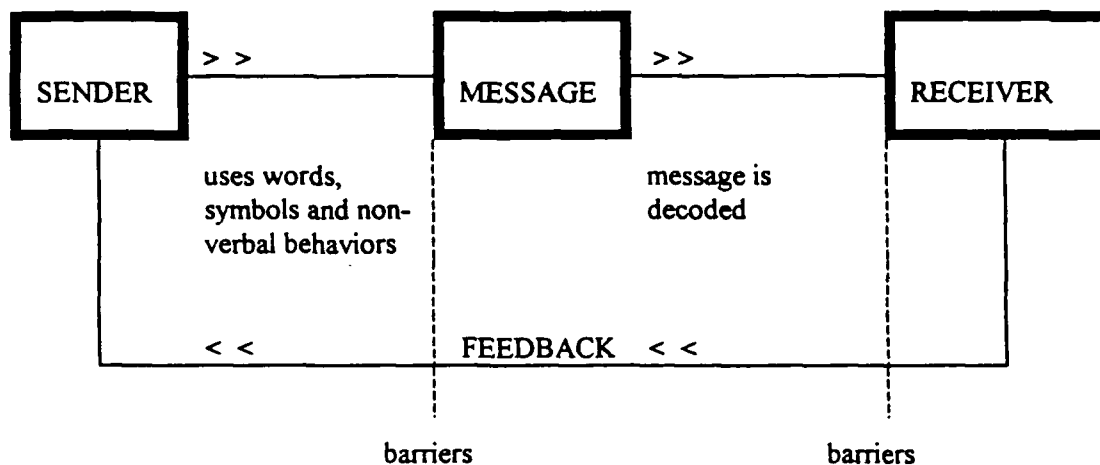 > >
> >
SENDER
MESSAGE
RECEIVER
uses words,
symbols and non-
verbal behaviors
message is
decoded
< <
FEEDBACK
< <
barriers
barriers